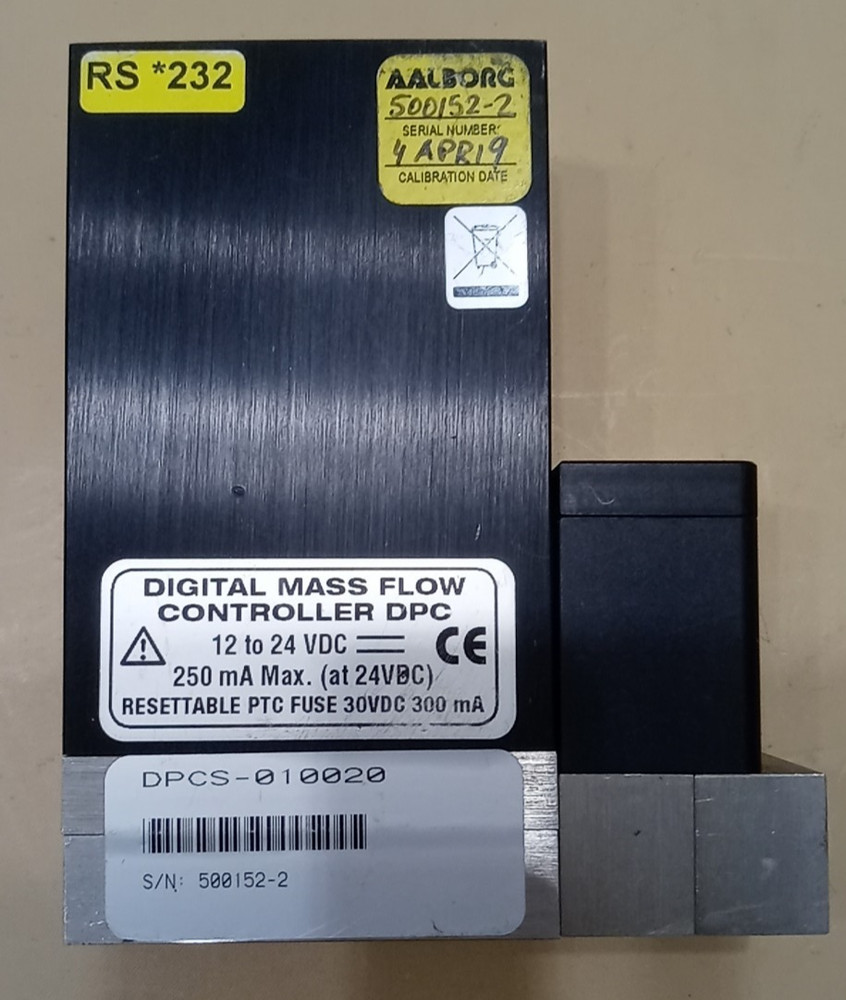 RS *232
AALBORG
500152-2
SERIAL NUMBER:
4 APR19
CALIBRATION DATE
DIGITAL MASS FLOW
CONTROLLER DPC
12 to 24 VDC
CE
250 mA Max. (at 24VDC)
RESETTABLE PTC FUSE 30VDC 300 mA
DPCS-010020
S/N: 500152-2